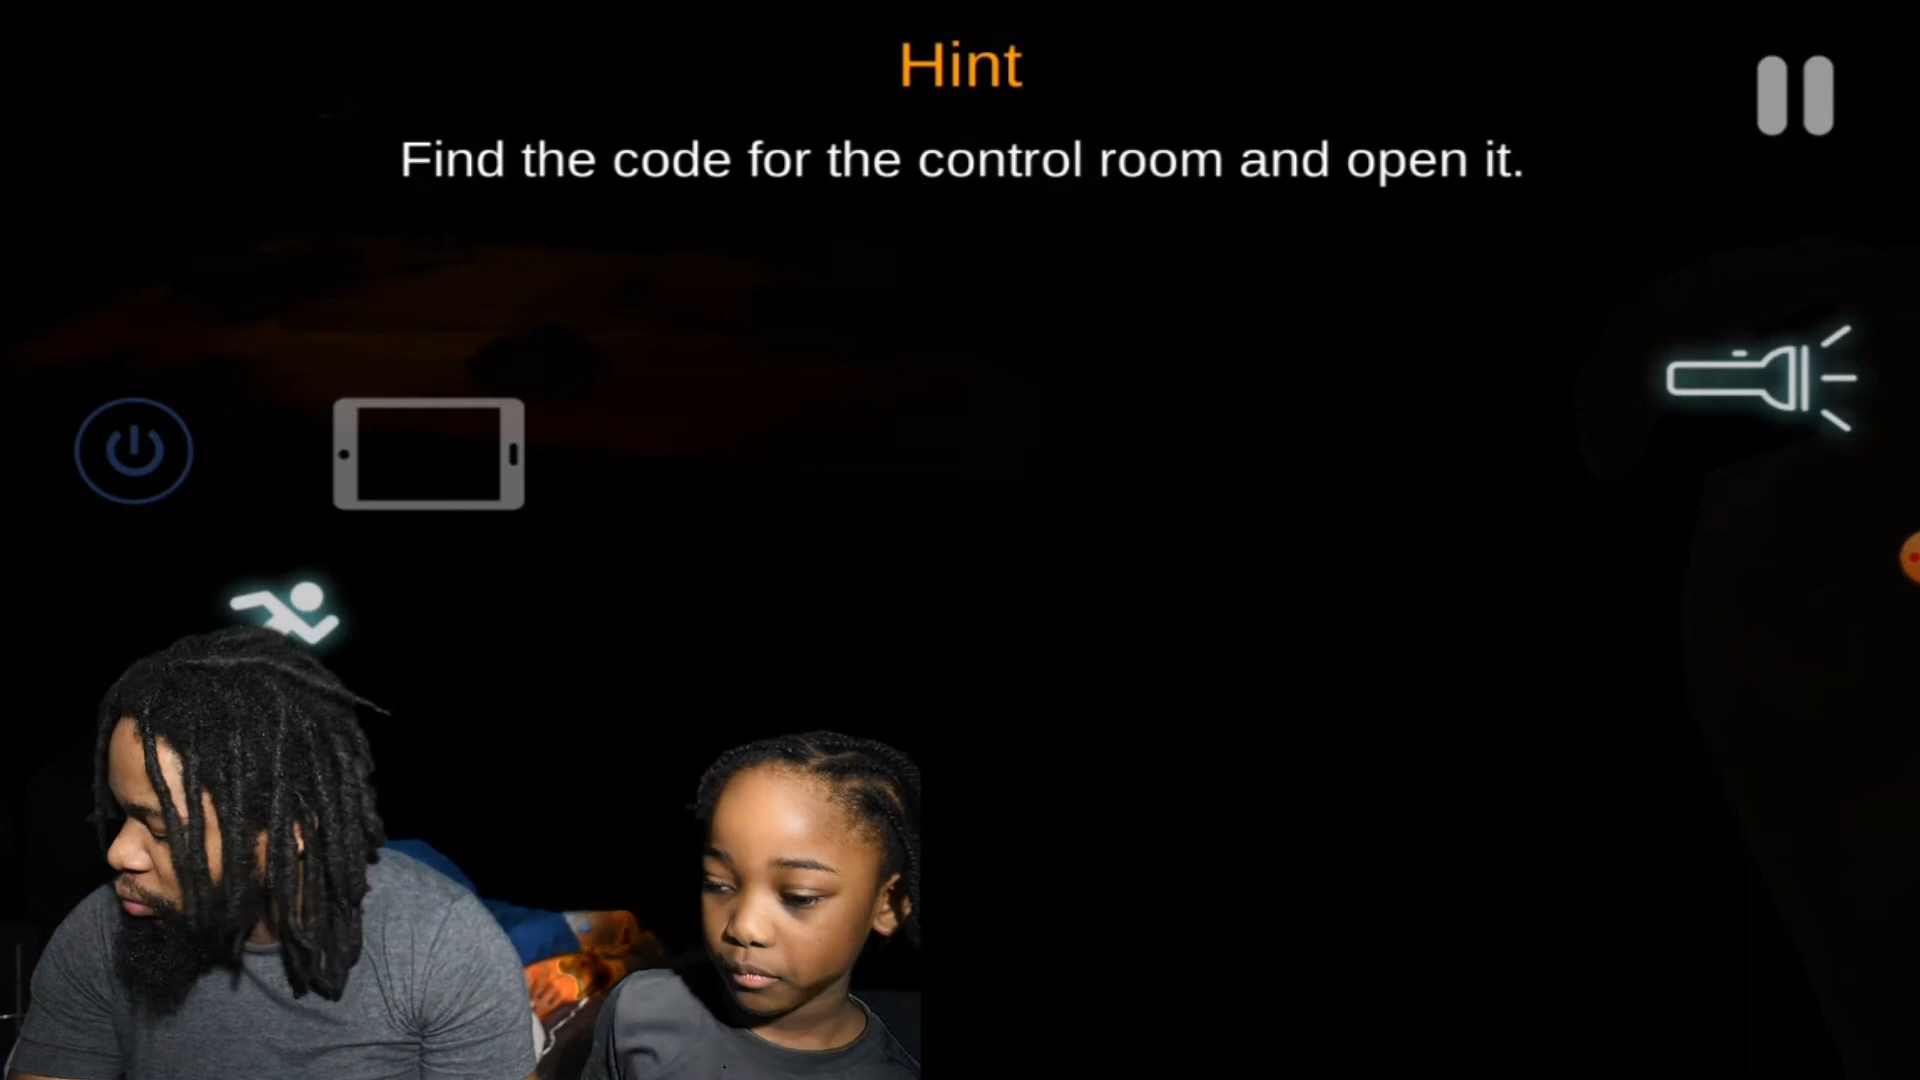 Hint
Find the code for the control room and open it.